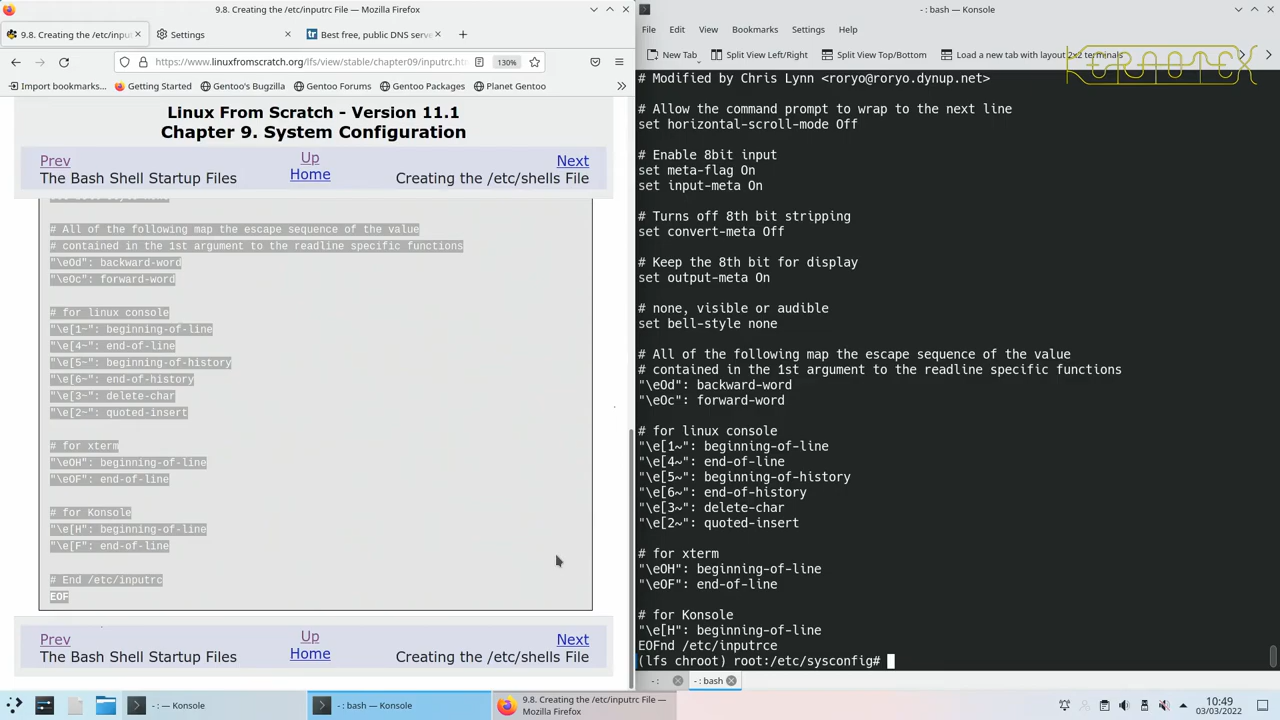 9.8. Creating the /etc/inputrc File — Mozilla Firefox
9.8. Creating the /etc/inpu
Settings
Best free, public DNS serve
https://www.linuxfromscratch.org/lfs/view/stable/chapter09/inputrc.h
130%
Import bookmarks...
Getting Started
Gentoo's Bugzilla
Gentoo Forums
Gentoo Packages
Planet Gentoo
Linux From Scratch - Version 11.1
Chapter 9. System Configuration
Prev
Up
Next
The Bash Shell Startup Files
Home
Creating the /etc/shells File
# All of the following map the escape sequence of the value
# contained in the 1st argument to the readline specific functions
"\eOd": backward-word
"\eOc": forward-word
# for linux console
"\e[1~": beginning-of-line
"\e[4~": end-of-line
"\e[5~": beginning-of-history
"\e[6~": end-of-history
"\e[3~": delete-char
"\e[2~": quoted-insert
# for xterm
"\eOH": beginning-of-line
"\eOF": end-of-line
# for Konsole
"\e[H": beginning-of-line
"\e[F": end-of-line
# End /etc/inputrc
EOF
Prev
Up
Next
The Bash Shell Startup Files
Home
Creating the /etc/shells File
- : bash — Konsole
File Edit View Bookmarks Settings Help
New Tab
Split View Left/Right
Split View Top/Bottom
Load a new tab with layout 2x2 terminals
KERNOTEX
# Modified by Chris Lynn <roryo@roryo.dynup.net>
# Allow the command prompt to wrap to the next line
set horizontal-scroll-mode Off
# Enable 8bit input
set meta-flag On
set input-meta On
# Turns off 8th bit stripping
set convert-meta Off
# Keep the 8th bit for display
set output-meta On
# none, visible or audible
set bell-style none
# All of the following map the escape sequence of the value
# contained in the 1st argument to the readline specific functions
"\eOd": backward-word
"\eOc": forward-word
# for linux console
"\e[1~": beginning-of-line
"\e[4~": end-of-line
"\e[5~": beginning-of-history
"\e[6~": end-of-history
"\e[3~": delete-char
"\e[2~": quoted-insert
# for xterm
"\eOH": beginning-of-line
"\eOF": end-of-line
# for Konsole
"\e[H": beginning-of-line
EOFnd /etc/inputrce
(lfs chroot) root:/etc/sysconfig#
- :
- : bash
- : — Konsole
- : bash — Konsole
9.8. Creating the /etc/inputrc File —
Mozilla Firefox
10:49
03/03/2022